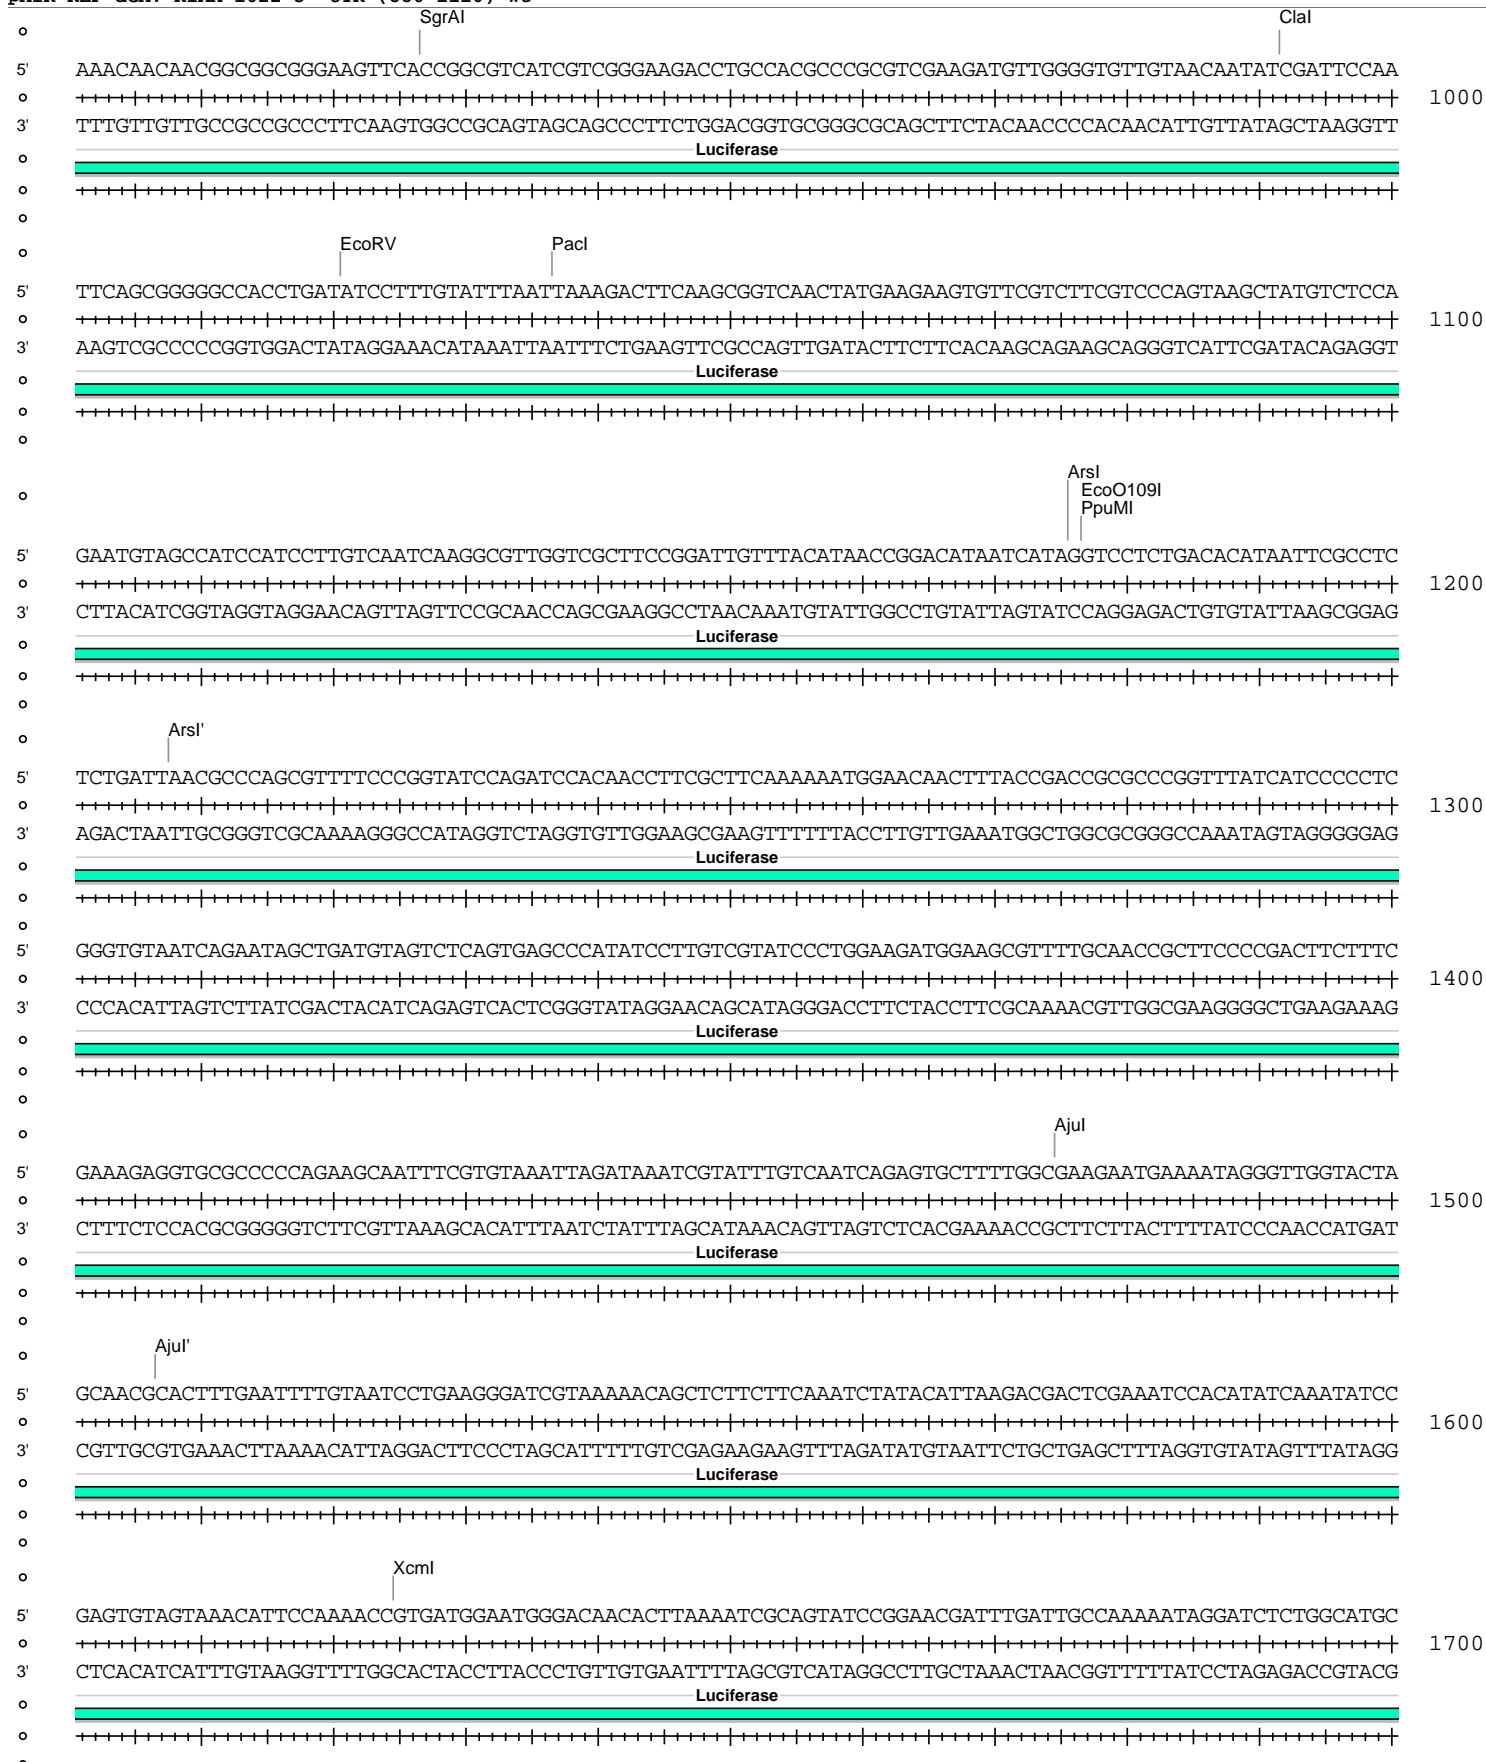 SgrAI ClaI
5' AAACAACAACGGCGGCGGGAAGTTCACCGGCGTCATCGTCGGGAAGACCTGCCACGCCCGCGTCGAAGATGTTGGGGTGTTGTAACAATATCGATTCCAA
1000
3' TTTGTTGTTGCCGCCGCCCTTCAAGTGGCCGCAGTAGCAGCCCTTCTGGACGGTGCGGGCGCAGCTTCTACAACCCCACAACATTGTTATAGCTAAGGTT
Luciferase
EcoRV PacI
5' TTCAGCGGGGGCCACCTGATATCCTTTGTATTTAATTAAAGACTTCAAGCGGTCAACTATGAAGAAGTGTTCGTCTTCGTCCCAGTAAGCTATGTCTCCA
1100
3' AAGTCGCCCCCGGTGGACTATAGGAAACATAAATTAATTTCTGAAGTTCGCCAGTTGATACTTCTTCACAAGCAGAAGCAGGGTCATTCGATACAGAGGT
Luciferase
ArsI
EcoO109I
PpuMI
5' GAATGTAGCCATCCATCCTTGTCAATCAAGGCGTTGGTCGCTTCCGGATTGTTTACATAACCGGACATAATCATAGGTCCTCTGACACATAATTCGCCTC
1200
3' CTTACATCGGTAGGTAGGAACAGTTAGTTCCGCAACCAGCGAAGGCCTAACAAATGTATTGGCCTGTATTAGTATCCAGGAGACTGTGTATTAAGCGGAG
Luciferase
ArsI'
5' TCTGATTAACGCCCAGCGTTTTCCCGGTATCCAGATCCACAACCTTCGCTTCAAAAAATGGAACAACTTTACCGACCGCGCCCGGTTTATCATCCCCCTC
1300
3' AGACTAATTGCGGGTCGCAAAAGGGCCATAGGTCTAGGTGTTGGAAGCGAAGTTTTTTACCTTGTTGAAATGGCTGGCGCGGGCCAAATAGTAGGGGGAG
Luciferase
5' GGGTGTAATCAGAATAGCTGATGTAGTCTCAGTGAGCCCATATCCTTGTCGTATCCCTGGAAGATGGAAGCGTTTTGCAACCGCTTCCCCGACTTCTTTC
1400
3' CCCACATTAGTCTTATCGACTACATCAGAGTCACTCGGGTATAGGAACAGCATAGGGACCTTCTACCTTCGCAAAACGTTGGCGAAGGGGCTGAAGAAAG
Luciferase
AjuI
5' GAAAGAGGTGCGCCCCCAGAAGCAATTTCGTGTAAATTAGATAAATCGTATTTGTCAATCAGAGTGCTTTTGGCGAAGAATGAAAATAGGGTTGGTACTA
1500
3' CTTTCTCCACGCGGGGGTCTTCGTTAAAGCACATTTAATCTATTTAGCATAAACAGTTAGTCTCACGAAAACCGCTTCTTACTTTTATCCCAACCATGAT
Luciferase
AjuI'
5' GCAACGCACTTTGAATTTTGTAATCCTGAAGGGATCGTAAAAACAGCTCTTCTTCAAATCTATACATTAAGACGACTCGAAATCCACATATCAAATATCC
1600
3' CGTTGCGTGAAACTTAAAACATTAGGACTTCCCTAGCATTTTTGTCGAGAAGAAGTTTAGATATGTAATTCTGCTGAGCTTTAGGTGTATAGTTTATAGG
Luciferase
XcmI
5' GAGTGTAGTAAACATTCCAAAACCGTGATGGAATGGGACAACACTTAAAATCGCAGTATCCGGAACGATTTGATTGCCAAAAATAGGATCTCTGGCATGC
1700
3' CTCACATCATTTGTAAGGTTTTGGCACTACCTTACCCTGTTGTGAATTTTAGCGTCATAGGCCTTGCTAAACTAACGGTTTTTATCCTAGAGACCGTACG
Luciferase